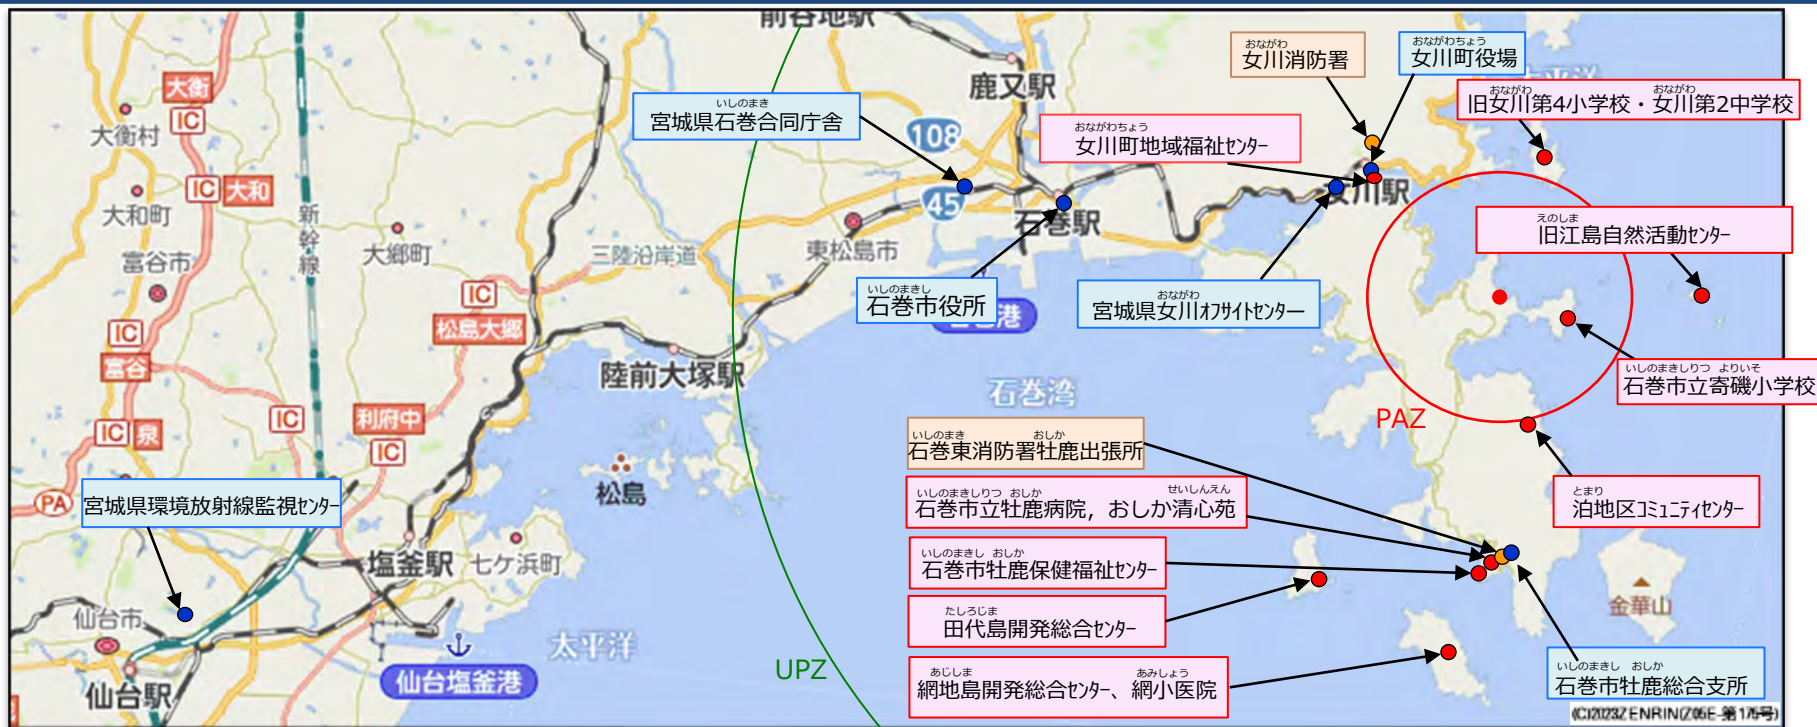 前谷地駅
おながわ
女川消防署
おながわちょう
女川町役場
太平洋
おながわ おながわ
旧女川第4小学校・女川第2中学校
鹿又駅
大衡
IC
大衡村
いしのまき
宮城県石巻合同庁舎
108
おながわちょう
女川町地域福祉センター
IC 大和
大和町
新幹線
45
女川駅
石巻駅
大郷町
三陸沿岸道
東松島市
富谷市
えのしま
旧江島自然活動センター
いしのまきし
石巻市役所
おながわ
宮城県女川オフサイトセンター
IC
松島大郷
IC
富谷
陸前大塚駅
石巻湾
いしのまきしりつ よりいそ
石巻市立寄磯小学校
PAZ
IC
利府中
IC 泉
IC
いしのまき おしか
石巻東消防署牡鹿出張所
松島
PA
宮城県環境放射線監視センター
いしのまきしりつ おしか せいしんえん
石巻市立牡鹿病院，おしか清心苑
とまり
泊地区コミュニティセンター
いしのまきし おしか
石巻市牡鹿保健福祉センター
塩釜駅
七ケ浜町
仙台市
たしろじま
田代島開発総合センター
金華山
太平洋
UPZ
あじしま あみしょう
網地島開発総合センター、網小医院
いしのまきし おしか
石巻市牡鹿総合支所
仙台塩釜港
仙台駅
(C)2023ZENRIN(Z05E-第175号)